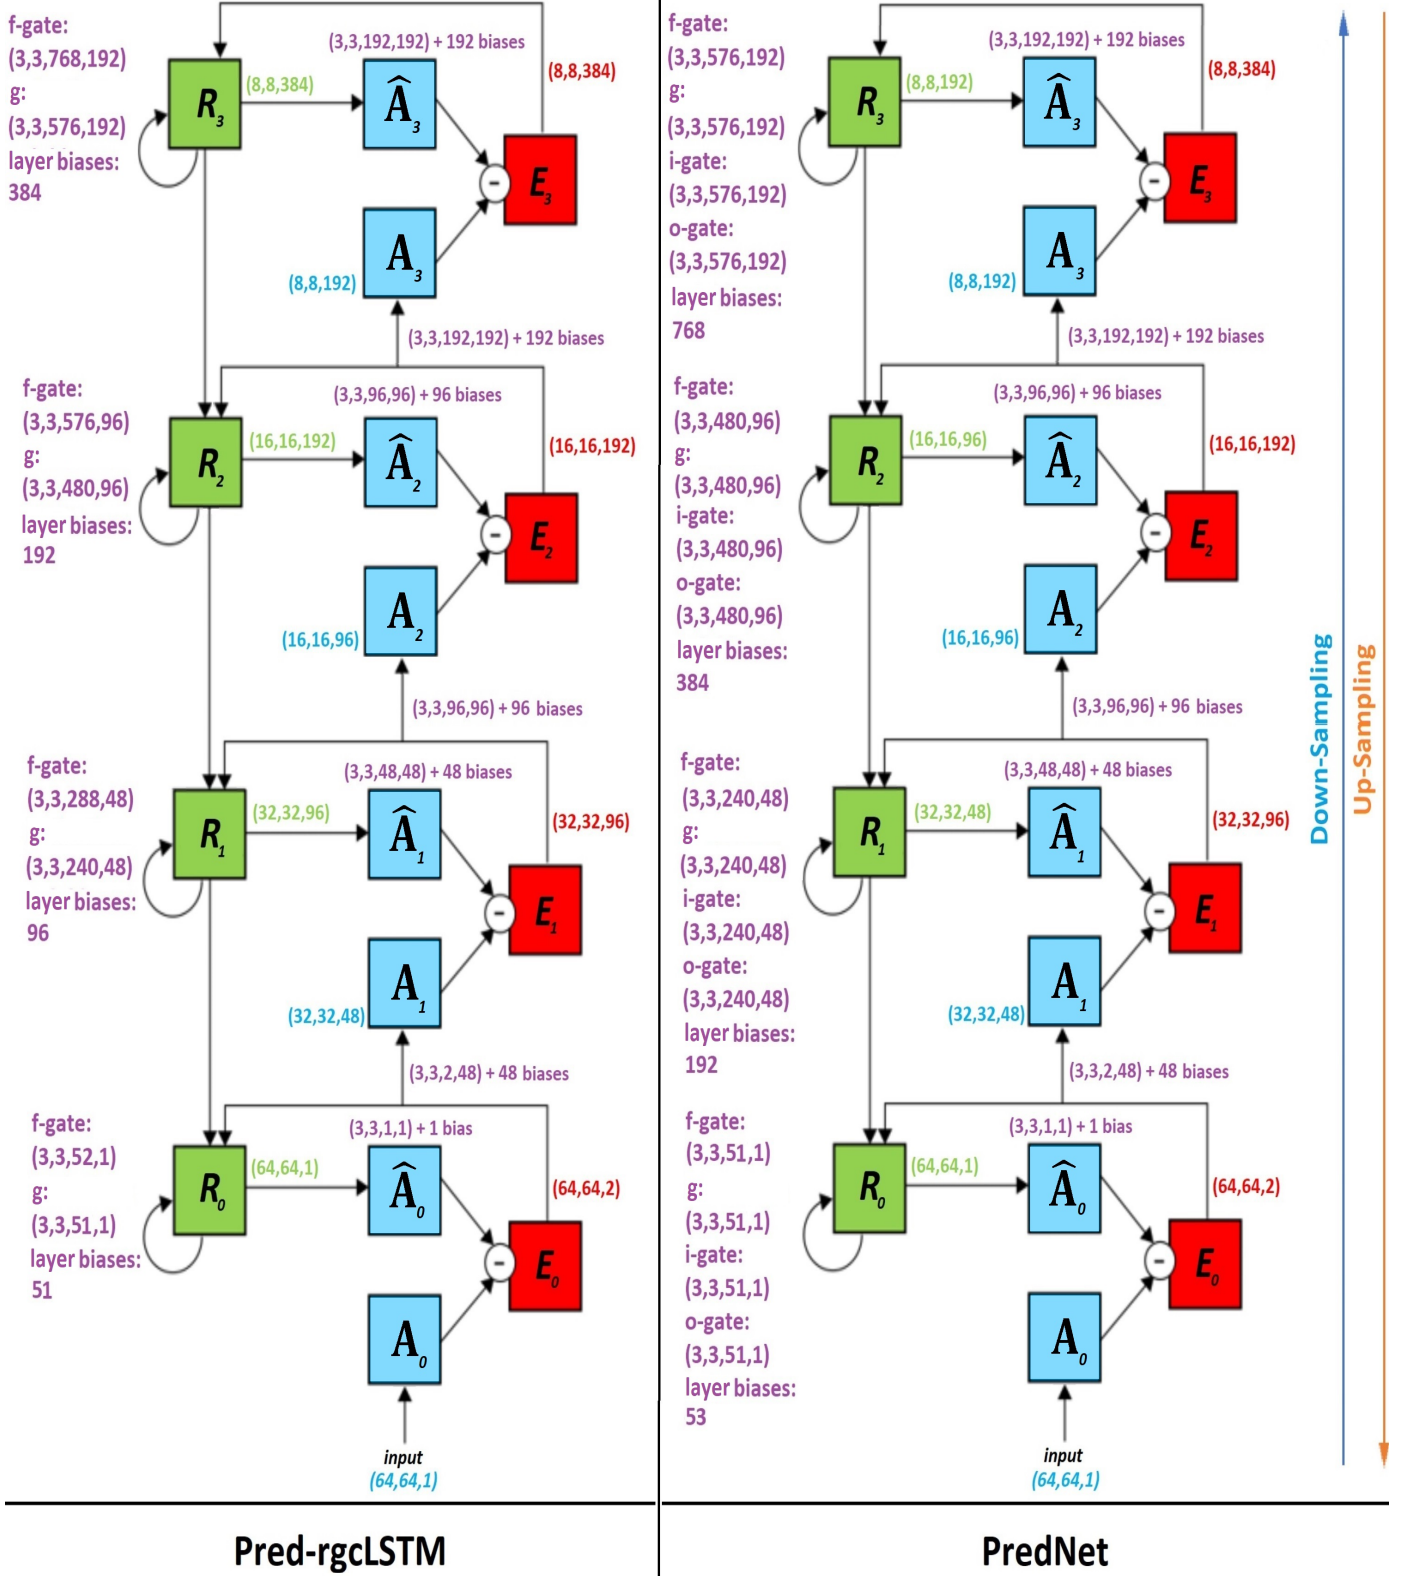 f-gate:
(3,3,768,192)
g:
(3,3,576,192)
layer biases:
384
(3,3,192,192) + 192 biases
R3
(8,8,384)
Â3
(8,8,384)
-
E3
A3
(8,8,192)
(3,3,192,192) + 192 biases
f-gate:
(3,3,576,96)
g:
(3,3,480,96)
layer biases:
192
(3,3,96,96) + 96 biases
R2
(16,16,192)
Â2
(16,16,192)
-
E2
A2
(16,16,96)
(3,3,96,96) + 96 biases
f-gate:
(3,3,288,48)
g:
(3,3,240,48)
layer biases:
96
(3,3,48,48) + 48 biases
R1
(32,32,96)
Â1
(32,32,96)
-
E1
A1
(32,32,48)
(3,3,2,48) + 48 biases
f-gate:
(3,3,52,1)
g:
(3,3,51,1)
layer biases:
51
(3,3,1,1) + 1 bias
R0
(64,64,1)
Â0
(64,64,2)
-
E0
A0
input
(64,64,1)
Pred-rgcLSTM
f-gate:
(3,3,576,192)
g:
(3,3,576,192)
i-gate:
(3,3,576,192)
o-gate:
(3,3,576,192)
layer biases:
768
(3,3,192,192) + 192 biases
R3
(8,8,192)
Â3
(8,8,384)
-
E3
A3
(8,8,192)
(3,3,192,192) + 192 biases
f-gate:
(3,3,480,96)
g:
(3,3,480,96)
i-gate:
(3,3,480,96)
o-gate:
(3,3,480,96)
layer biases:
384
(3,3,96,96) + 96 biases
R2
(16,16,96)
Â2
(16,16,192)
-
E2
A2
(16,16,96)
(3,3,96,96) + 96 biases
f-gate:
(3,3,240,48)
g:
(3,3,240,48)
i-gate:
(3,3,240,48)
o-gate:
(3,3,240,48)
layer biases:
192
(3,3,48,48) + 48 biases
R1
(32,32,48)
Â1
(32,32,96)
-
E1
A1
(32,32,48)
(3,3,2,48) + 48 biases
f-gate:
(3,3,51,1)
g:
(3,3,51,1)
i-gate:
(3,3,51,1)
o-gate:
(3,3,51,1)
layer biases:
53
(3,3,1,1) + 1 bias
R0
(64,64,1)
Â0
(64,64,2)
-
E0
A0
input
(64,64,1)
PredNet
Down-Sampling
Up-Sampling